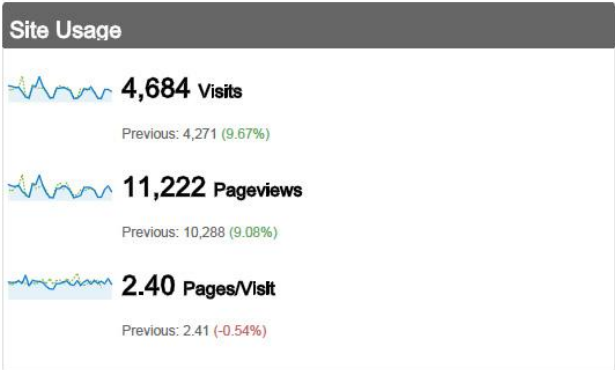 Site Usage
4,684 Visits
Previous: 4,271 (9.67%)
11,222 Pageviews
Previous: 10,288 (9.08%)
2.40 Pages/Visit
Previous: 2.41 (-0.54%)